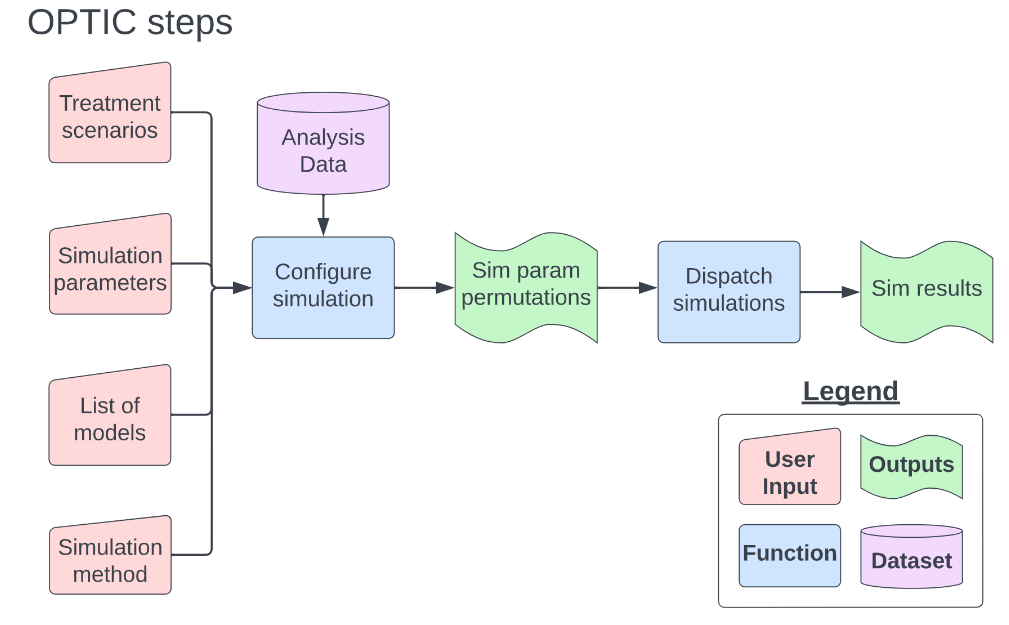 OPTIC steps
Treatment
scenarios
Analysis
Data
Simulation
parameters
Configure
simulation
Sim param
permutations
Dispatch
simulations
Sim results
List of
models
Simulation
method
Legend
User
Input
Outputs
Function
Dataset